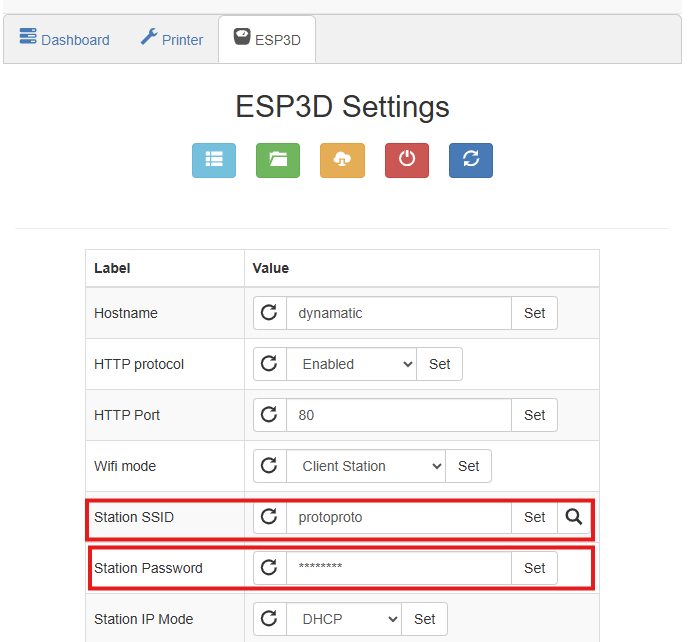 Dashboard Printer ESP3D
ESP3D Settings
Label Value
Hostname dynamatic Set
HTTP protocol Enabled Set
HTTP Port 80 Set
Wifi mode Client Station Set
Station SSID protoproto Set
Station Password ******** Set
Station IP Mode DHCP Set